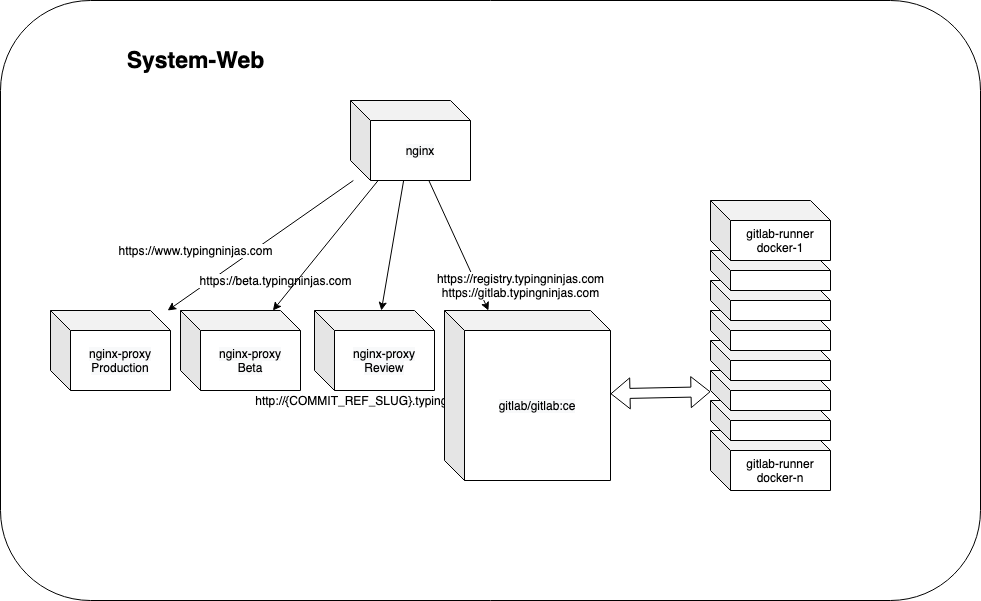 System-Web
nginx
https://www.typingninjas.com
https://beta.typingninjas.com
https://registry.typingninjas.com
https://gitlab.typingninjas.com
nginx-proxy
Production
nginx-proxy
Beta
nginx-proxy
Review
http://{COMMIT_REF_SLUG}.typing
gitlab/gitlab:ce
gitlab-runner
docker-1
gitlab-runner
docker-n